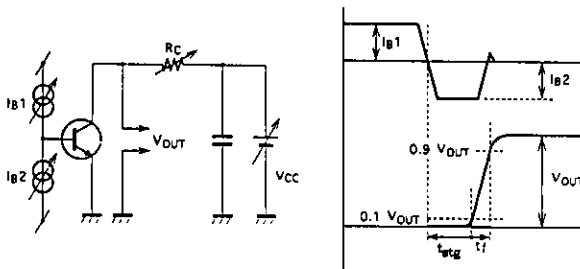 RC
IB1
IB2
VOUT
VCC
IB1
IB2
0.9 VOUT
VOUT
0.1 VOUT
tstg
tf